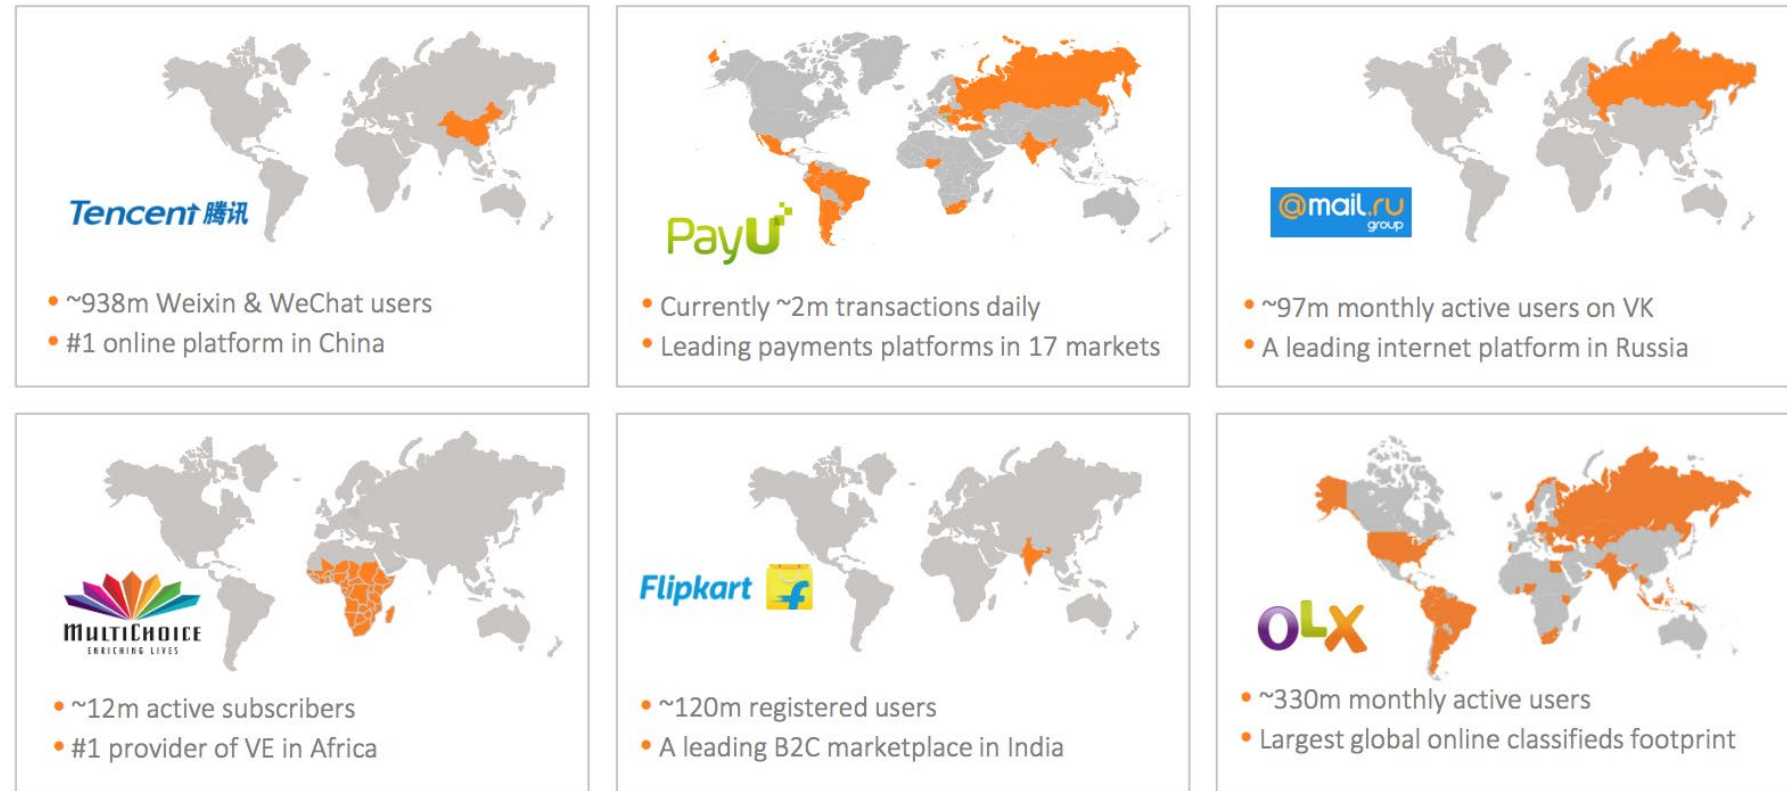 Tencent 腾讯
• ~938m Weixin & WeChat users
• #1 online platform in China
PayU
• Currently ~2m transactions daily
• Leading payments platforms in 17 markets
@mail.ru
group
• ~97m monthly active users on VK
• A leading internet platform in Russia
MULTICHOICE
ENRICHING LIVES
• ~12m active subscribers
• #1 provider of VE in Africa
Flipkart f
• ~120m registered users
• A leading B2C marketplace in India
OLX
• ~330m monthly active users
• Largest global online classifieds footprint